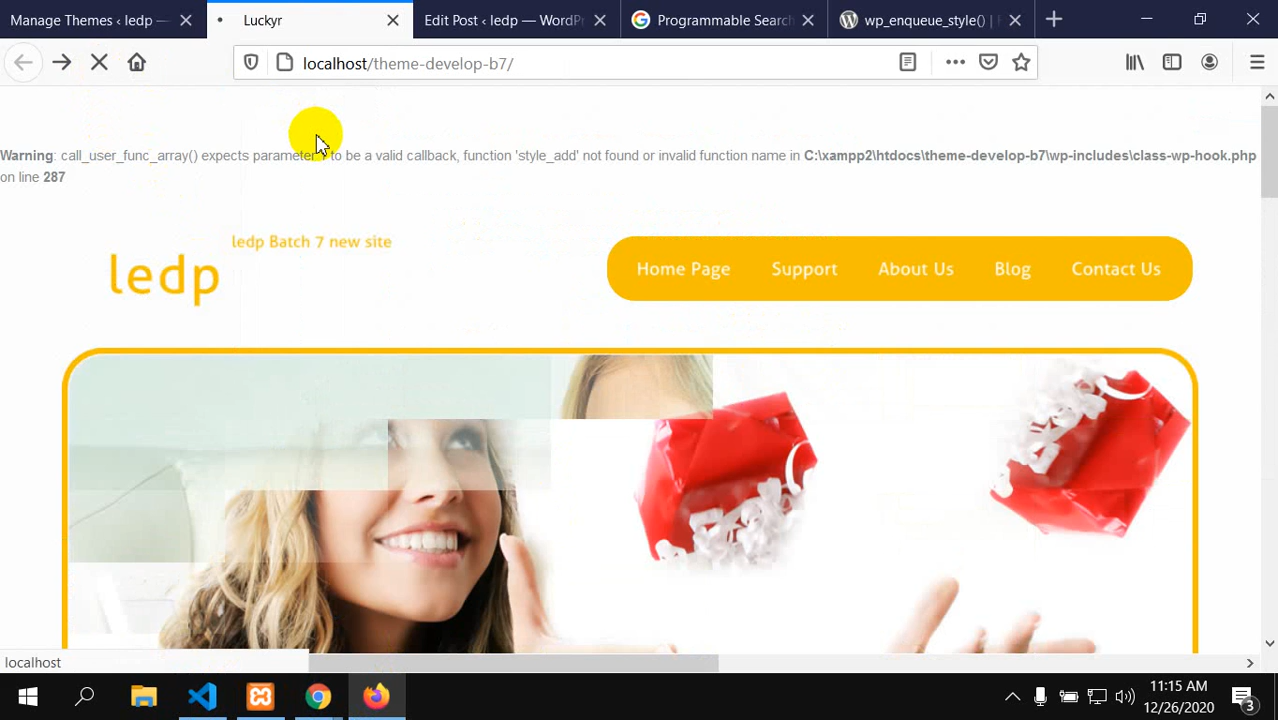 Manage Themes ‹ ledp —
Luckyr
Edit Post ‹ ledp — WordPr
Programmable Search
wp_enqueue_style() |
localhost/theme-develop-b7/
Warning: call_user_func_array() expects parameter 1 to be a valid callback, function 'style_add' not found or invalid function name in C:\xampp2\htdocs\theme-develop-b7\wp-includes\class-wp-hook.php
on line 287
ledp
ledp Batch 7 new site
Home Page
Support
About Us
Blog
Contact Us
localhost
11:15 AM
12/26/2020
3